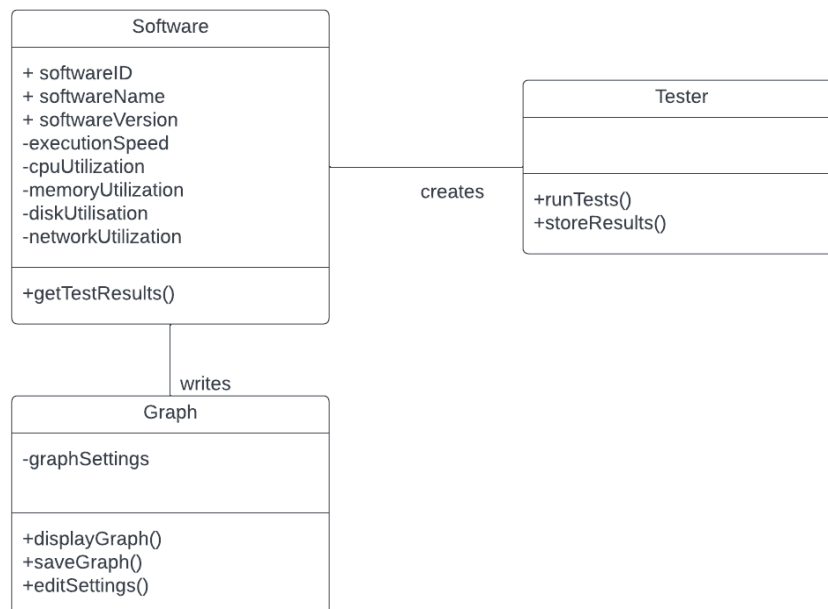 Software
+ softwareID
+ softwareName
+ softwareVersion
-executionSpeed
-cpuUtilization
-memoryUtilization
-diskUtilisation
-networkUtilization
+getTestResults()
creates
Tester
+runTests()
+storeResults()
writes
Graph
-graphSettings
+displayGraph()
+saveGraph()
+editSettings()